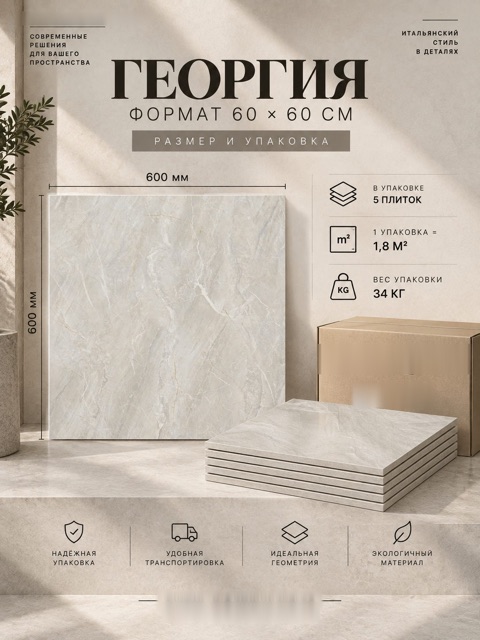 СОВРЕМЕННЫЕ
РЕШЕНИЯ
ДЛЯ ВАШЕГО
ПРОСТРАНСТВА
ИТАЛЬЯНСКИЙ
СТИЛЬ
В ДЕТАЛЯХ
ГЕОРГИЯ
ФОРМАТ 60 × 60 СМ
РАЗМЕР И УПАКОВКА
600 мм
600 мм
В УПАКОВКЕ
5 ПЛИТОК
m²
1 УПАКОВКА =
1,8 М²
KG
ВЕС УПАКОВКИ
34 КГ
НАДЁЖНАЯ
УПАКОВКА
УДОБНАЯ
ТРАНСПОРТИРОВКА
ИДЕАЛЬНАЯ
ГЕОМЕТРИЯ
ЭКОЛОГИЧНЫЙ
МАТЕРИАЛ